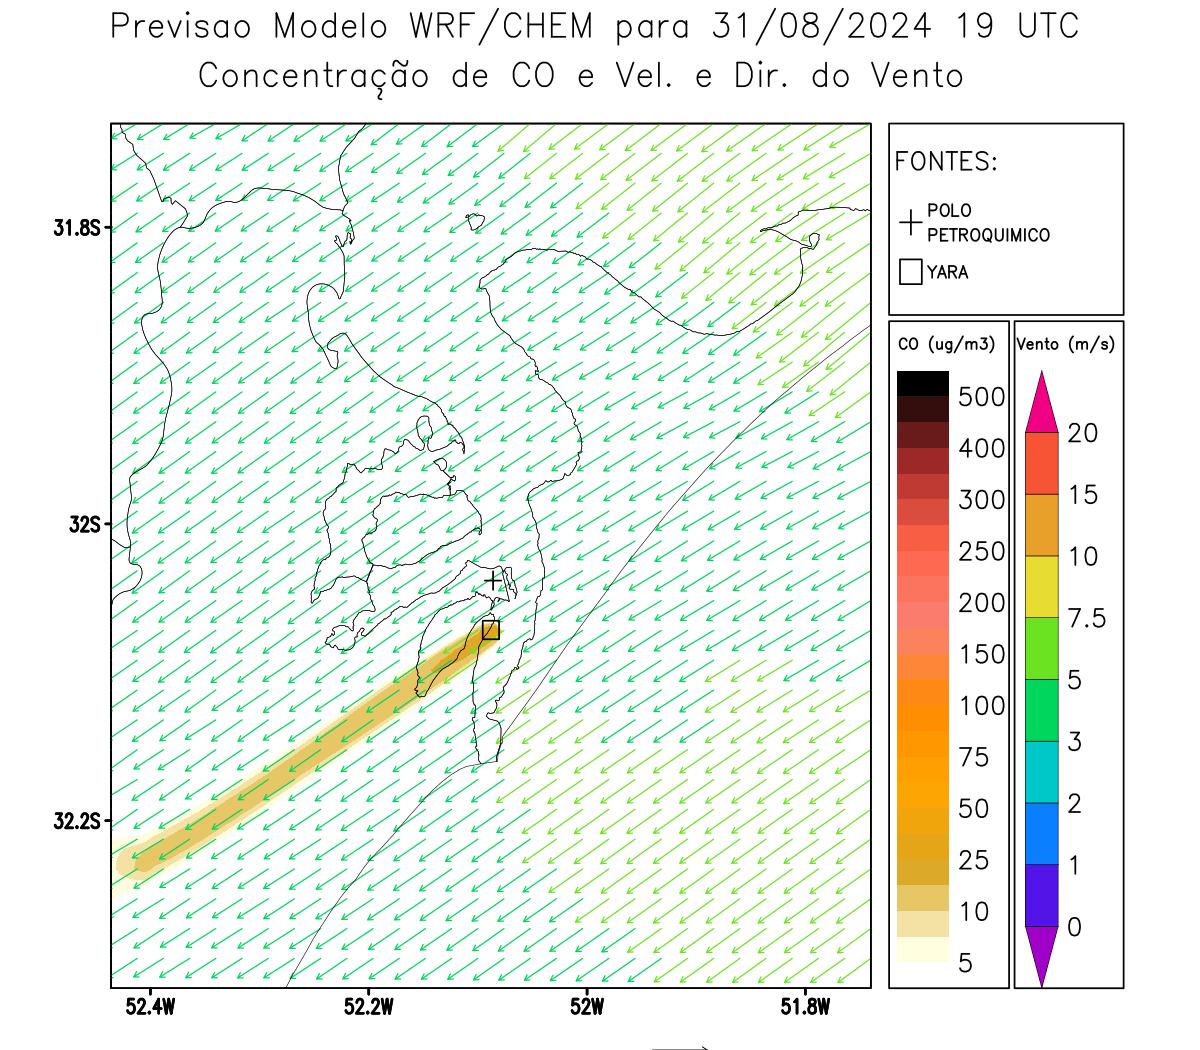 Previsao Modelo WRF/CHEM para 31/08/2024 19 UTC
Concentração de CO e Vel. e Dir. do Vento
FONTES:
POLO
PETROQUIMICO
YARA
CO (ug/m3)
500
400
300
250
200
150
100
75
50
25
10
5
Vento (m/s)
20
15
10
7.5
5
3
2
1
0
31.8S
32S
32.2S
52.4W
52.2W
52W
51.8W